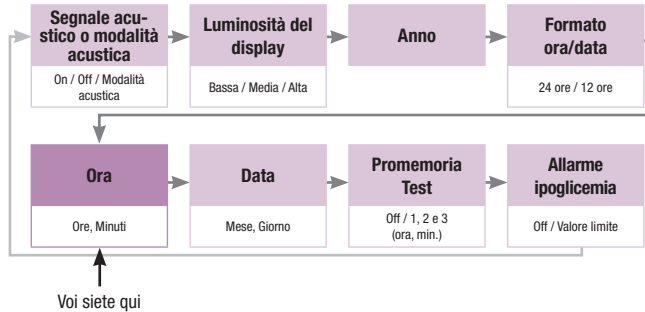 Segnale acu-
stico o modalità
acustica
On / Off / Modalità
acustica
Luminosità del
display
Bassa / Media / Alta
Anno
Formato
ora/data
24 ore / 12 ore
Ora
Ore, Minuti
Data
Mese, Giorno
Promemoria
Test
Off / 1, 2 e 3
(ora, min.)
Allarme
ipoglicemia
Off / Valore limite
Voi siete qui